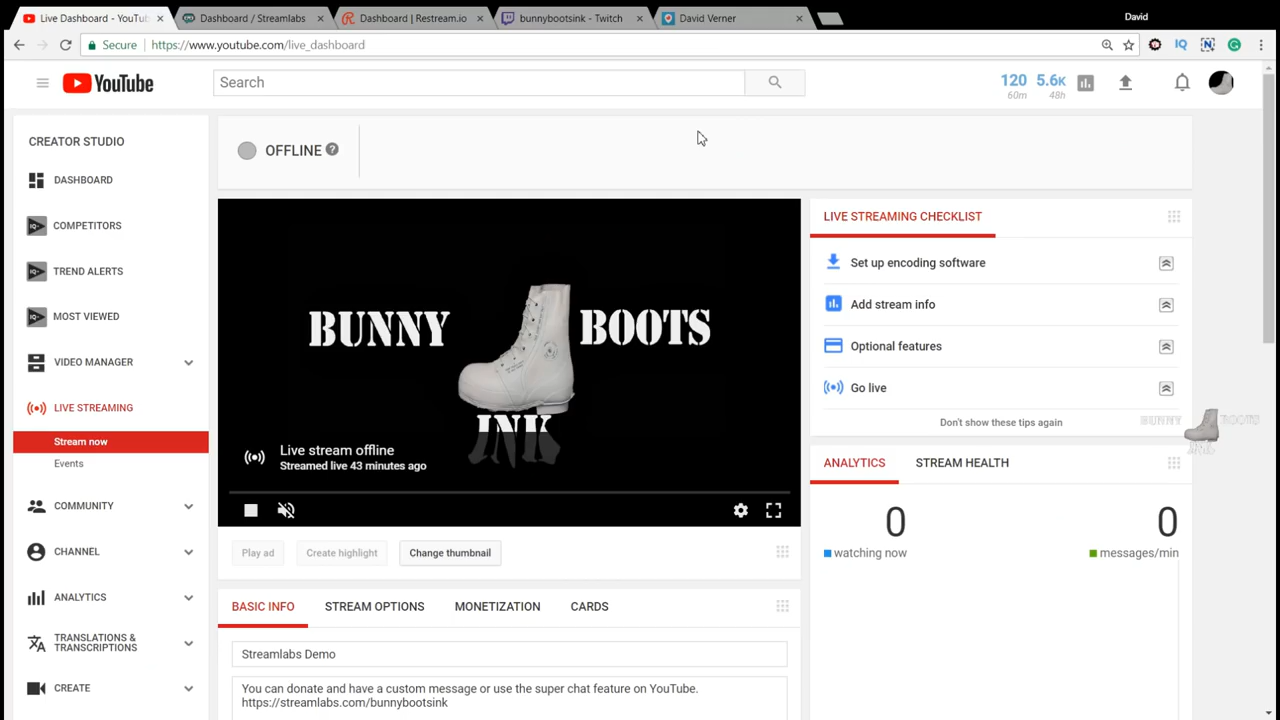 Live Dashboard - YouTu
Dashboard / Streamlabs
Dashboard | Restream.io
bunnybootsink - Twitch
David Verner
David
Secure
https://www.youtube.com/live_dashboard
YouTube
Search
120
60m
5.6K
48h
CREATOR STUDIO
DASHBOARD
COMPETITORS
TREND ALERTS
MOST VIEWED
VIDEO MANAGER
LIVE STREAMING
Stream now
Events
COMMUNITY
CHANNEL
ANALYTICS
TRANSLATIONS &
TRANSCRIPTIONS
CREATE
OFFLINE
BUNNY BOOTS
INK
Live stream offline
Streamed live 43 minutes ago
Play ad
Create highlight
Change thumbnail
BASIC INFO
STREAM OPTIONS
MONETIZATION
CARDS
Streamlabs Demo
You can donate and have a custom message or use the super chat feature on YouTube.
https://streamlabs.com/bunnybootsink
LIVE STREAMING CHECKLIST
Set up encoding software
Add stream info
Optional features
Go live
Don't show these tips again
BUNNY BOOTS
INK
ANALYTICS
STREAM HEALTH
0
watching now
0
messages/min